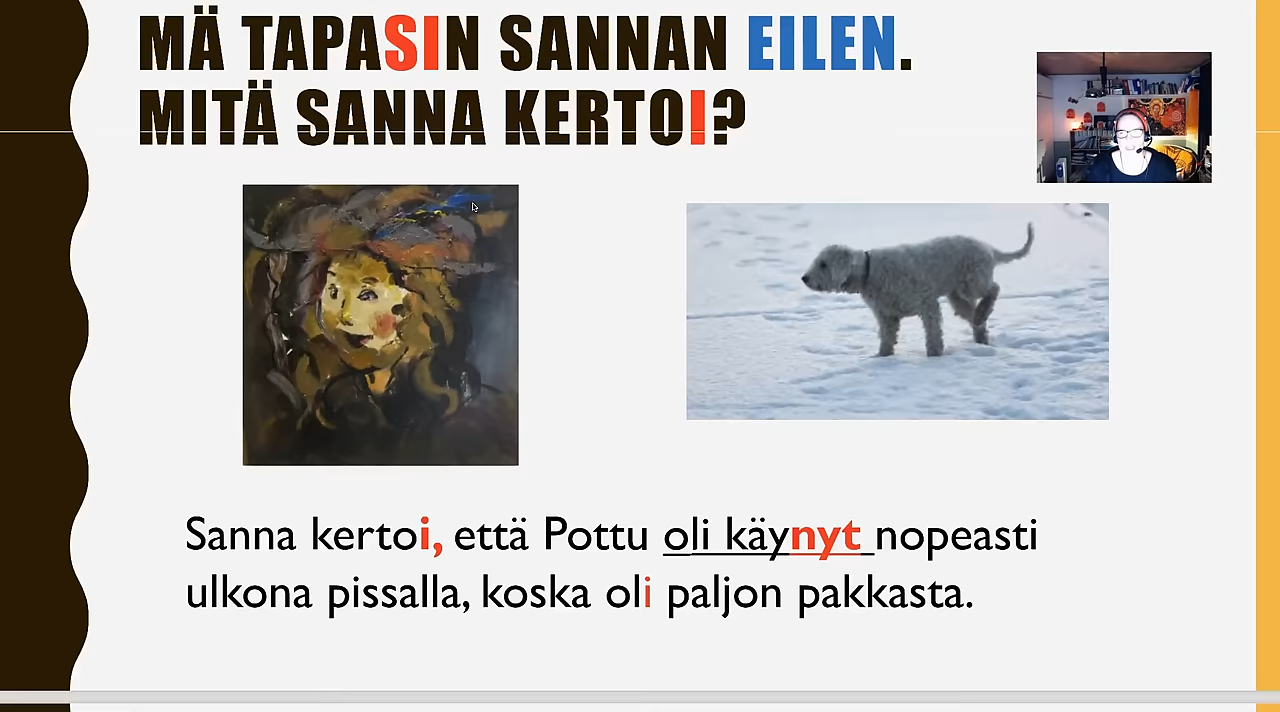 MÄ TAPASIN SANNAN EILEN.
MITÄ SANNA KERTOI?
Sanna kertoi, että Pottu oli käynyt nopeasti
ulkona pissalla, koska oli paljon pakkasta.